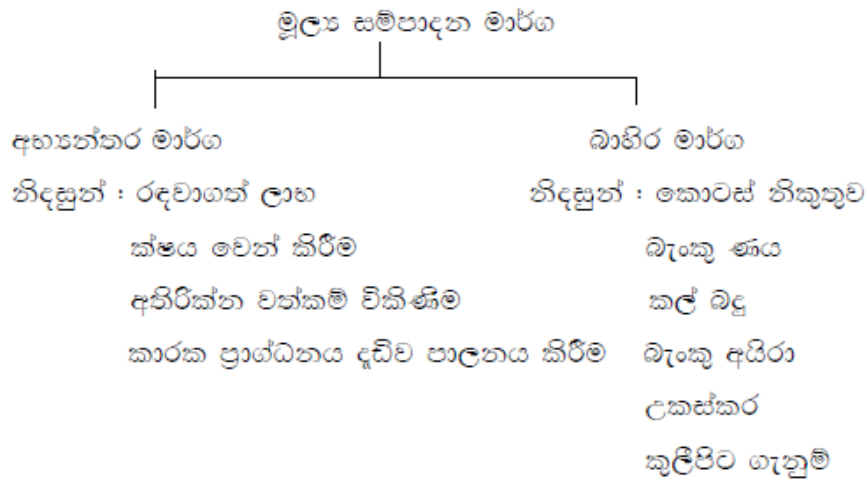 මූල්‍ය සම්පාදන මාර්ග
අභ්‍යන්තර මාර්ග
නිදසුන් : රඳවාගත් ලාභ
ක්ෂය වෙන් කිරීම
අතිරික්ත වත්කම් විකිණීම
කාරක ප්‍රාග්ධනය දැඩිව පාලනය කිරීම
බාහිර මාර්ග
නිදසුන් : කොටස් නිකුතුව
බැංකු ණය
කල් බදු
බැංකු අයිරා
උකස්කර
කුලීපිට ගැනුම්